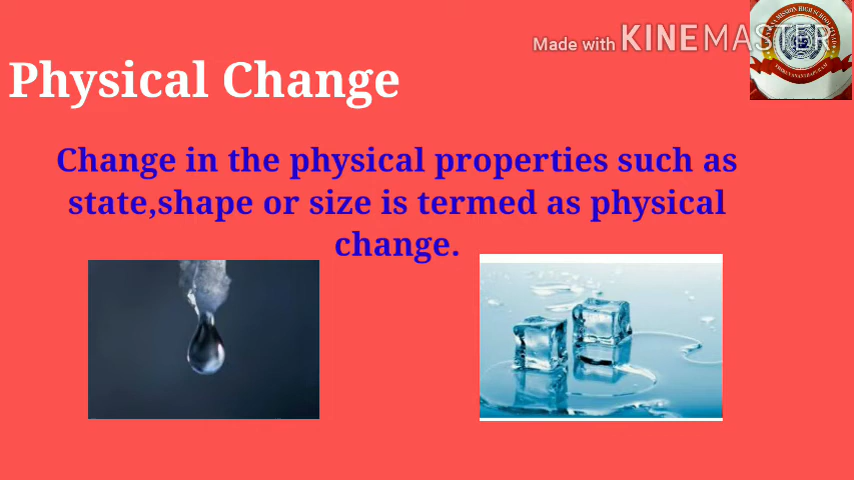 Made with KINEMASTER
Physical Change
Change in the physical properties such as
state,shape or size is termed as physical
change.